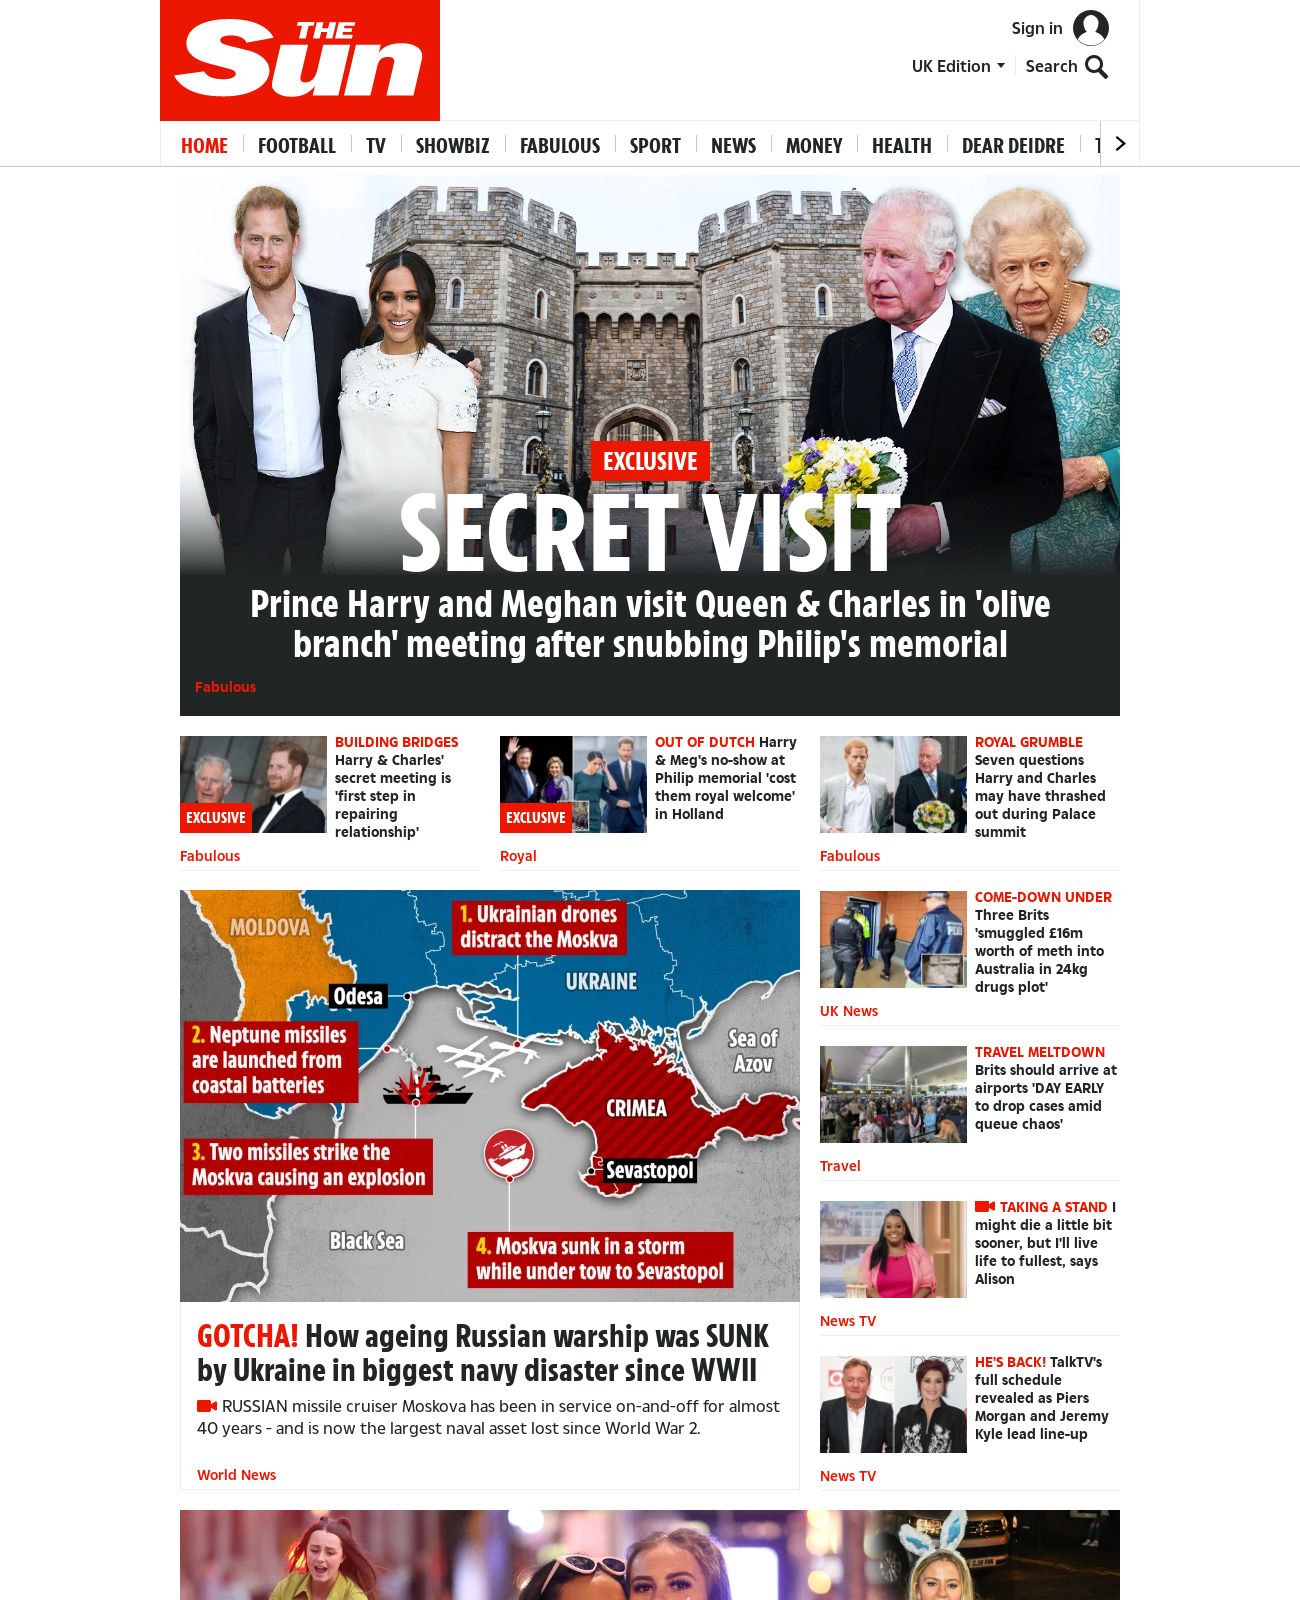 THE
Sun
Sign in
UK Edition
Search
HOME
FOOTBALL
TV
SHOWBIZ
FABULOUS
SPORT
NEWS
MONEY
HEALTH
DEAR DEIDRE
EXCLUSIVE
SECRET VISIT
Prince Harry and Meghan visit Queen & Charles in 'olive
branch' meeting after snubbing Philip's memorial
Fabulous
BUILDING BRIDGES
Harry & Charles'
secret meeting is
'first step in
repairing
relationship'
EXCLUSIVE
Fabulous
OUT OF DUTCH Harry
& Meg's no-show at
Philip memorial 'cost
them royal welcome'
in Holland
EXCLUSIVE
Royal
ROYAL GRUMBLE
Seven questions
Harry and Charles
may have thrashed
out during Palace
summit
Fabulous
MOLDOVA
1. Ukrainian drones
distract the Moskva
UKRAINE
Odesa
2. Neptune missiles
are launched from
coastal batteries
Sea of
Azov
CRIMEA
3. Two missiles strike the
Moskva causing an explosion
Sevastopol
Black Sea
4. Moskva sunk in a storm
while under tow to Sevastopol
GOTCHA! How ageing Russian warship was SUNK
by Ukraine in biggest navy disaster since WWII
RUSSIAN missile cruiser Moskova has been in service on-and-off for almost
40 years - and is now the largest naval asset lost since World War 2.
World News
COME-DOWN UNDER
Three Brits
'smuggled £16m
worth of meth into
Australia in 24kg
drugs plot'
UK News
TRAVEL MELTDOWN
Brits should arrive at
airports 'DAY EARLY
to drop cases amid
queue chaos'
Travel
TAKING A STAND I
might die a little bit
sooner, but I'll live
life to fullest, says
Alison
News TV
HE'S BACK! TalkTV's
full schedule
revealed as Piers
Morgan and Jeremy
Kyle lead line-up
News TV